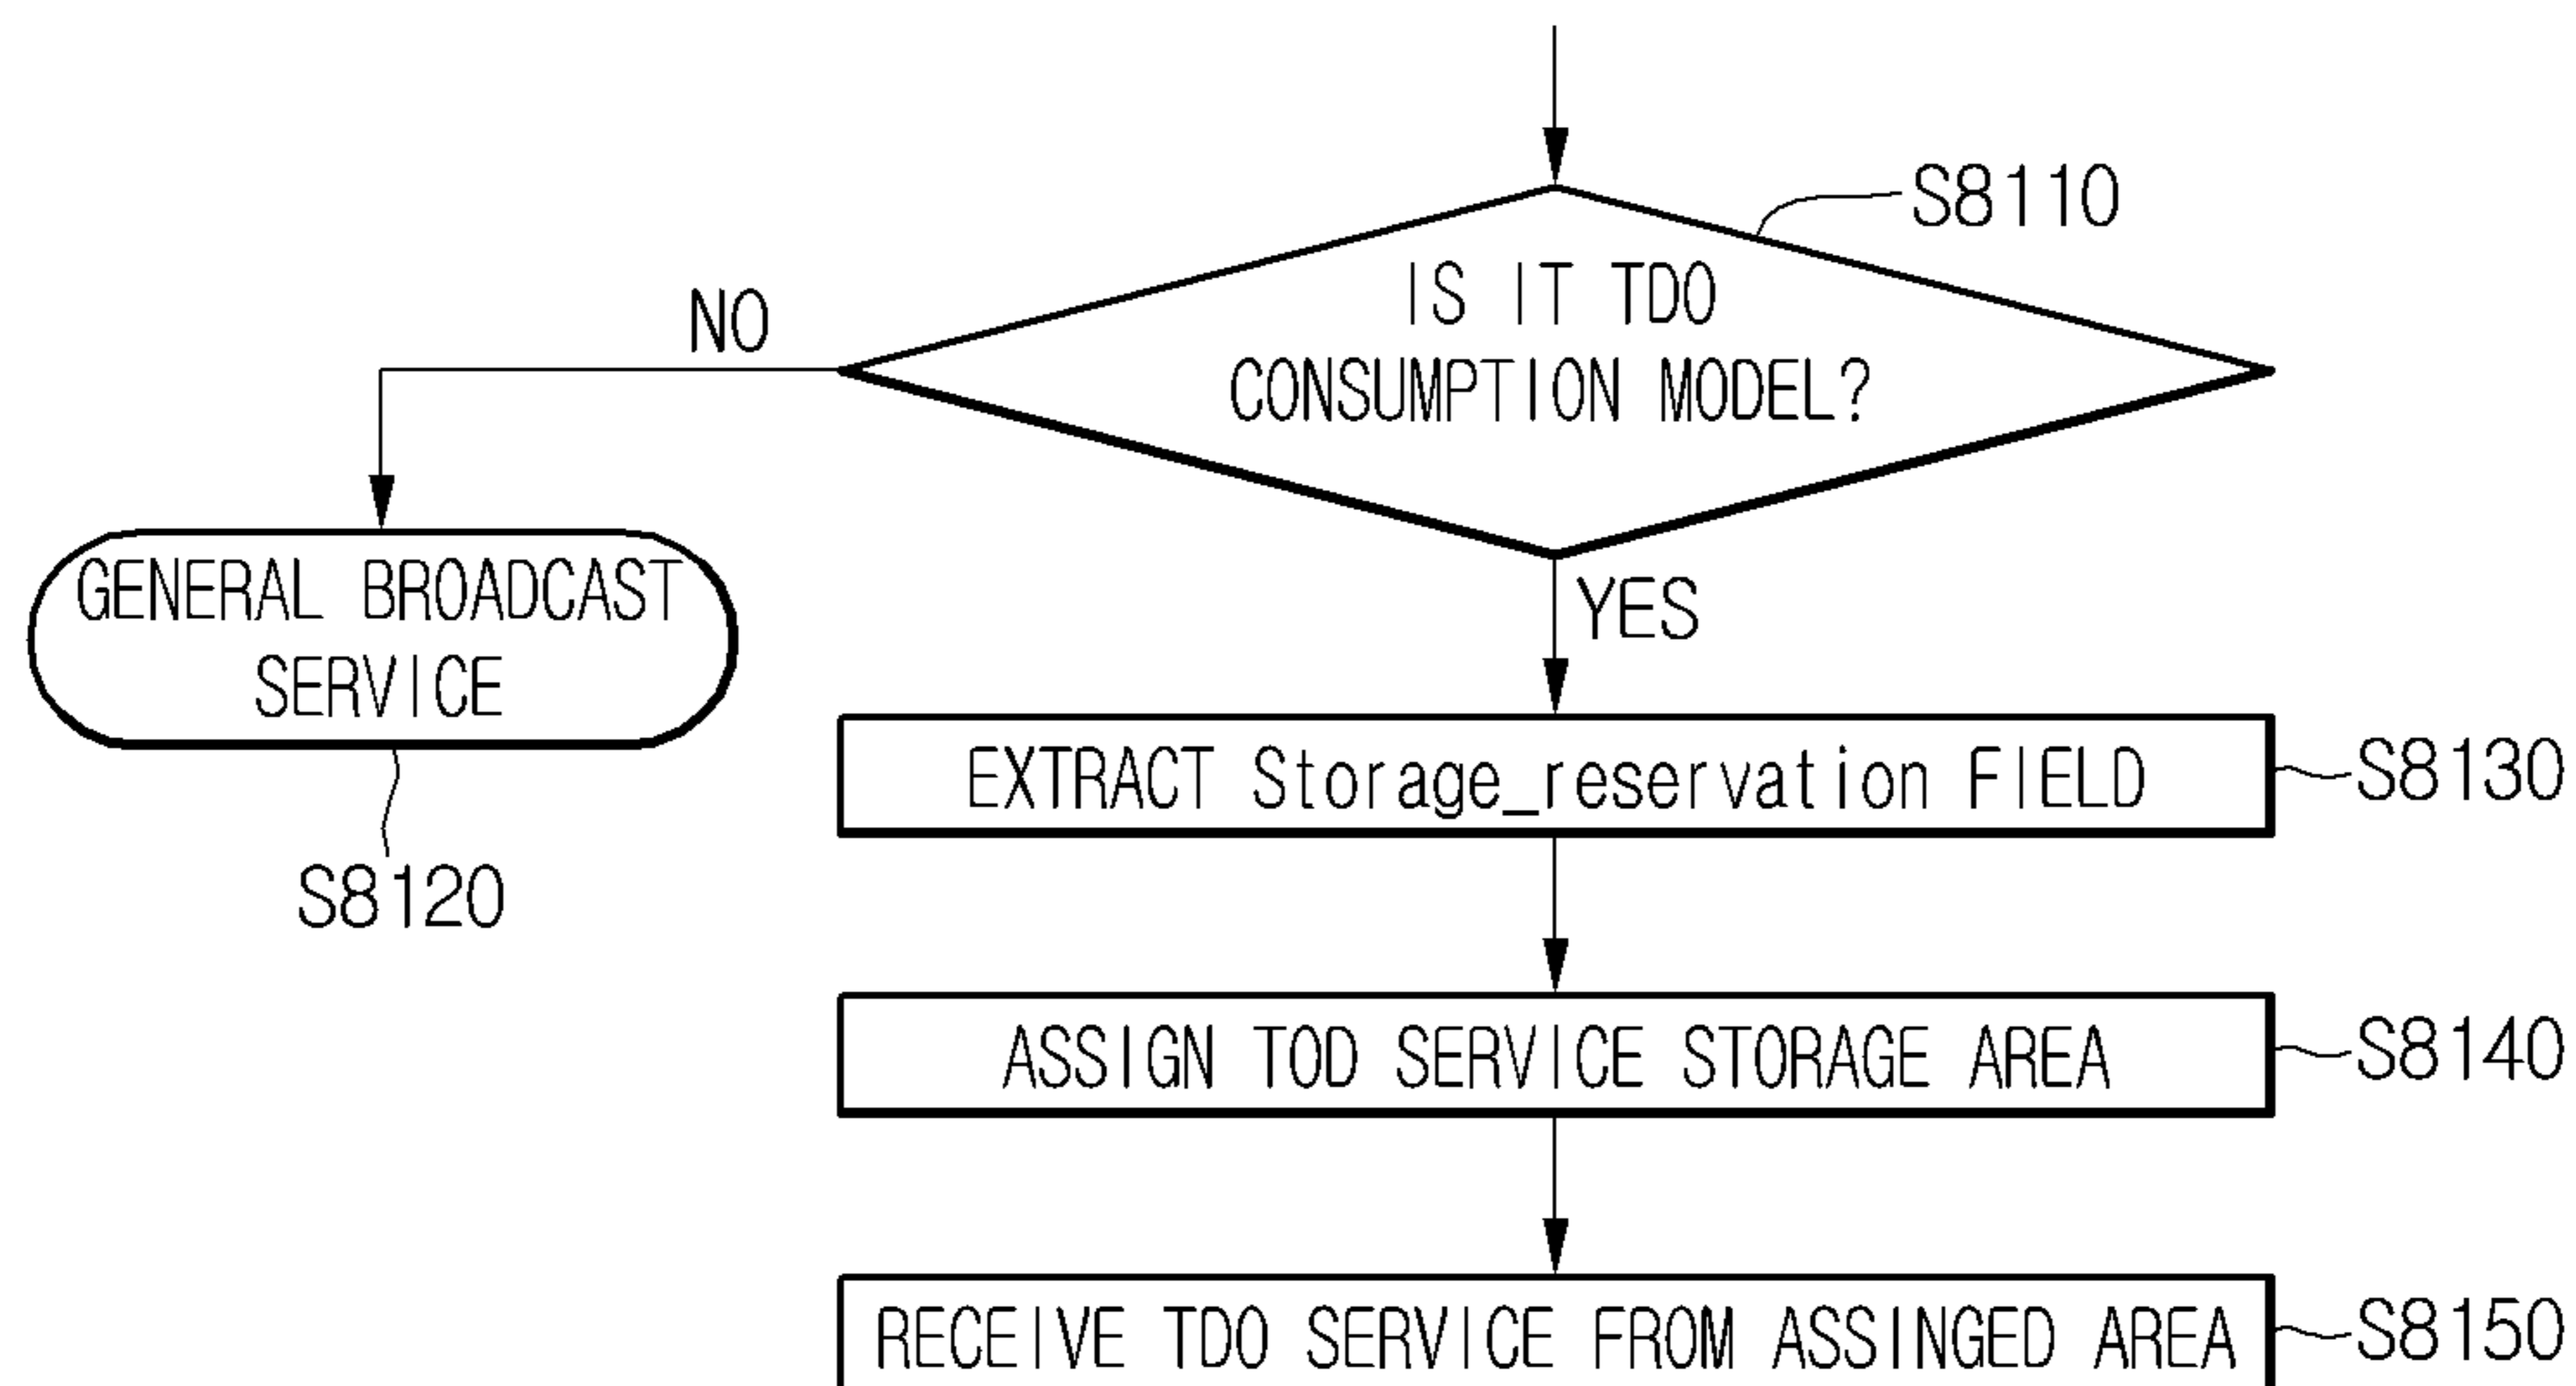 S8110
IS IT TDO
CONSUMPTION MODEL?
NO
YES
GENERAL BROADCAST
SERVICE
S8120
EXTRACT Storage_reservation FIELD
S8130
ASSIGN TOD SERVICE STORAGE AREA
S8140
RECEIVE TDO SERVICE FROM ASSINGED AREA
S8150